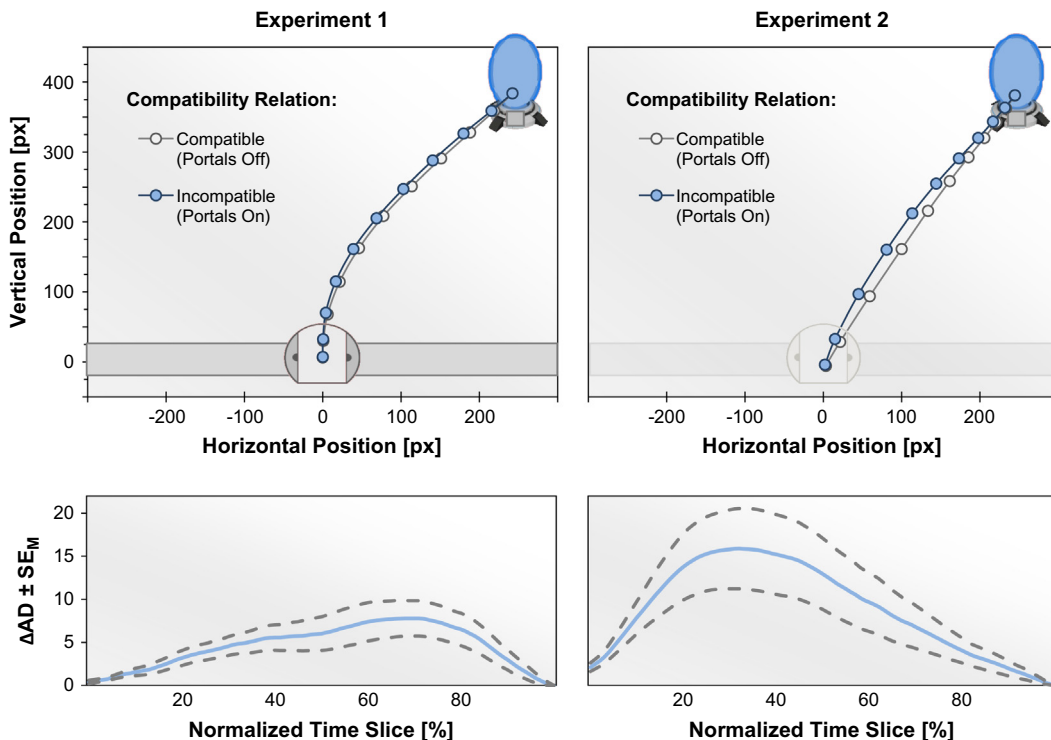 Experiment 1
Experiment 2
400
300
200
100
0
Vertical Position [px]
Compatibility Relation:
Compatible
(Portals Off)
Incompatible
(Portals On)
Compatibility Relation:
Compatible
(Portals Off)
Incompatible
(Portals On)
-200 -100 0 100 200
-200 -100 0 100 200
Horizontal Position [px]
Horizontal Position [px]
20
15
10
5
0
ΔAD ± SE_M
20 40 60 80
20 40 60 80
Normalized Time Slice [%]
Normalized Time Slice [%]